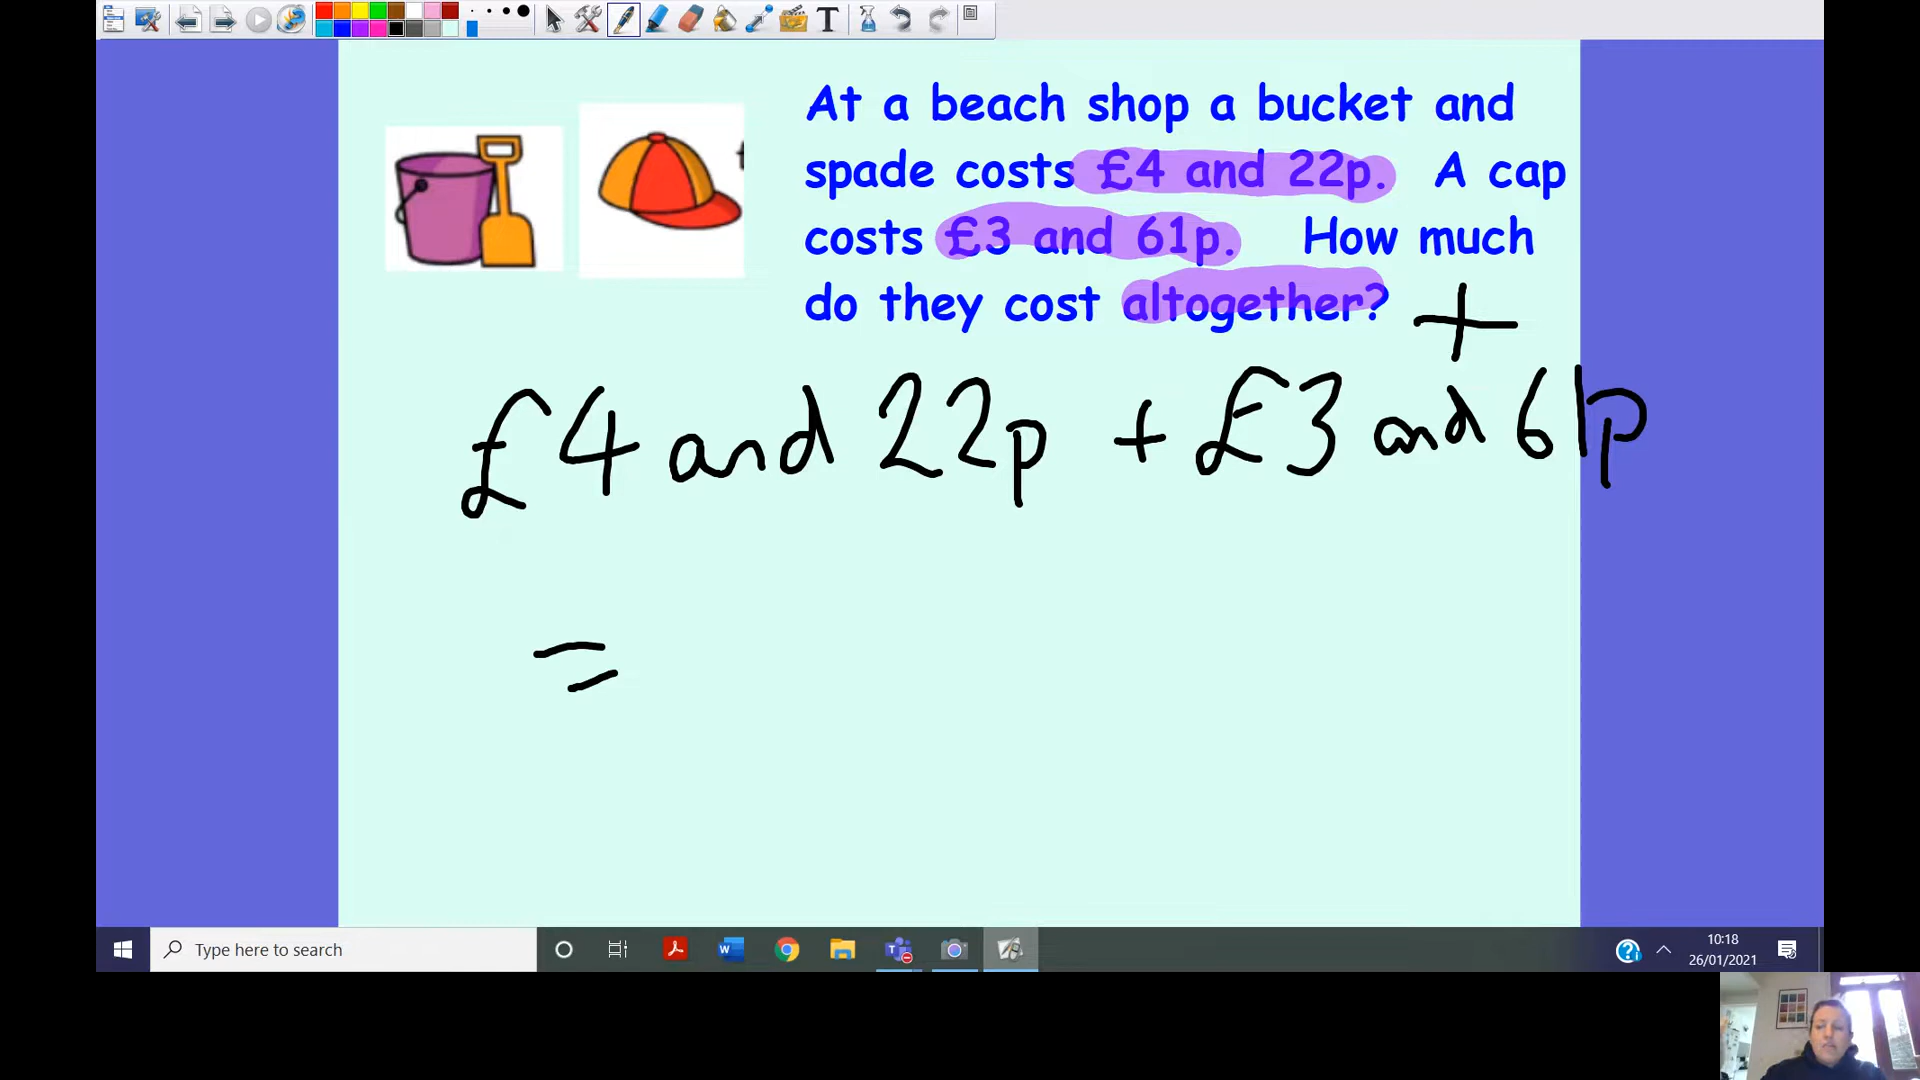 At a beach shop a bucket and
spade costs £4 and 22p. A cap
costs £3 and 61p. How much
do they cost altogether?
+
£4 and 22p + £3 and 61p
=
Type here to search
10:18
26/01/2021